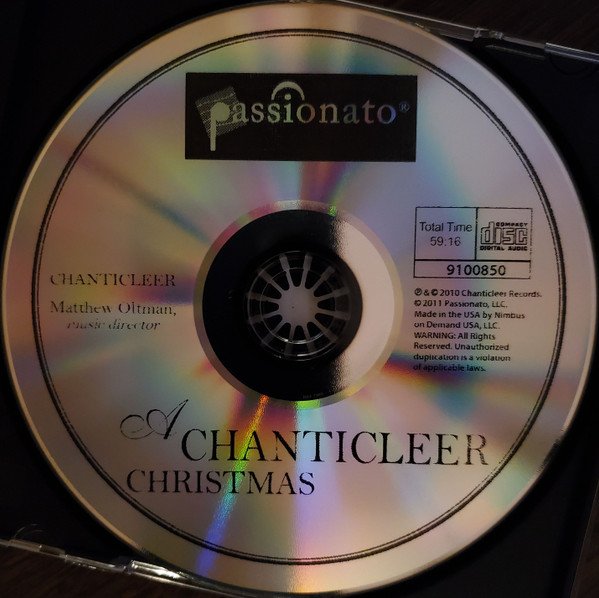 passionato®
Total Time
59:16
COMPACT
disc
DIGITAL AUDIO
9100850
CHANTICLEER
Matthew Oltman,
music director
℗ & © 2010 Chanticleer Records.
© 2011 Passionato, LLC.
Made in the USA by Nimbus
on Demand USA, LLC.
WARNING: All Rights
Reserved. Unauthorized
duplication is a violation
of applicable laws.
A CHANTICLEER
CHRISTMAS